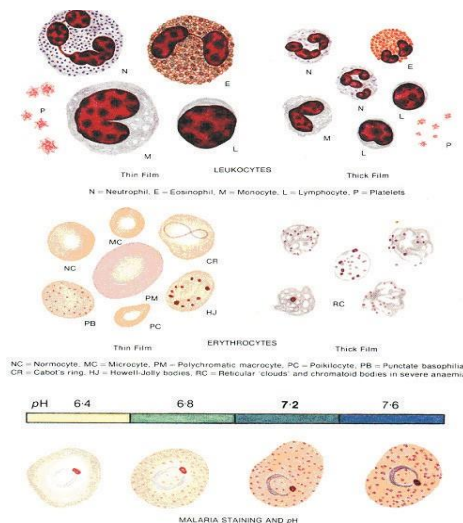 N
E
N
E
P
N
L
M
L
M
L
P
LEUKOCYTES
Thin Film
Thick Film
N = Neutrophil, E = Eosinophil, M = Monocyte, L = Lymphocyte, P = Platelets
MC
NC
CR
PM
PB
HJ
RC
PC
Thin Film
Thick Film
ERYTHROCYTES
NC = Normocyte, MC = Microcyte, PM = Polychromatic macrocyte, PC = Poikilocyte, PB = Punctate basophilia
CR = Cabot's ring, HJ = Howell-Jolly bodies, RC = Reticular 'clouds' and chromatoid bodies in severe anaemia
pH 6·4 6·8 7·2 7·6
MALARIA STAINING AND pH